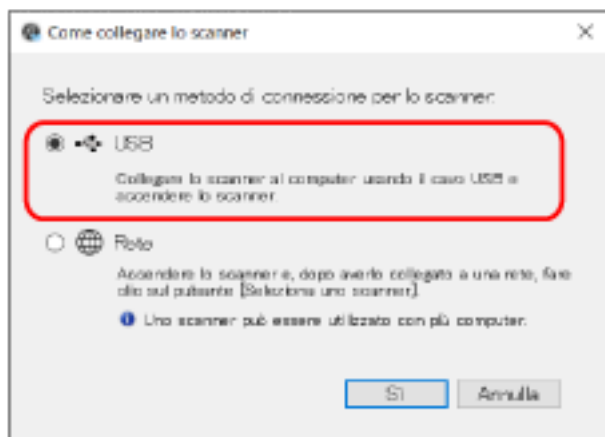 Come collegare lo scanner
Selezionare un metodo di connessione per lo scanner:
USB
Collegare lo scanner al computer usando il cavo USB e
accendere lo scanner.
Rete
Accendere lo scanner e, dopo averlo collegato a una rete, fare
clic sul pulsante [Seleziona uno scanner].
Uno scanner può essere utilizzato con più computer.
Sì
Annulla